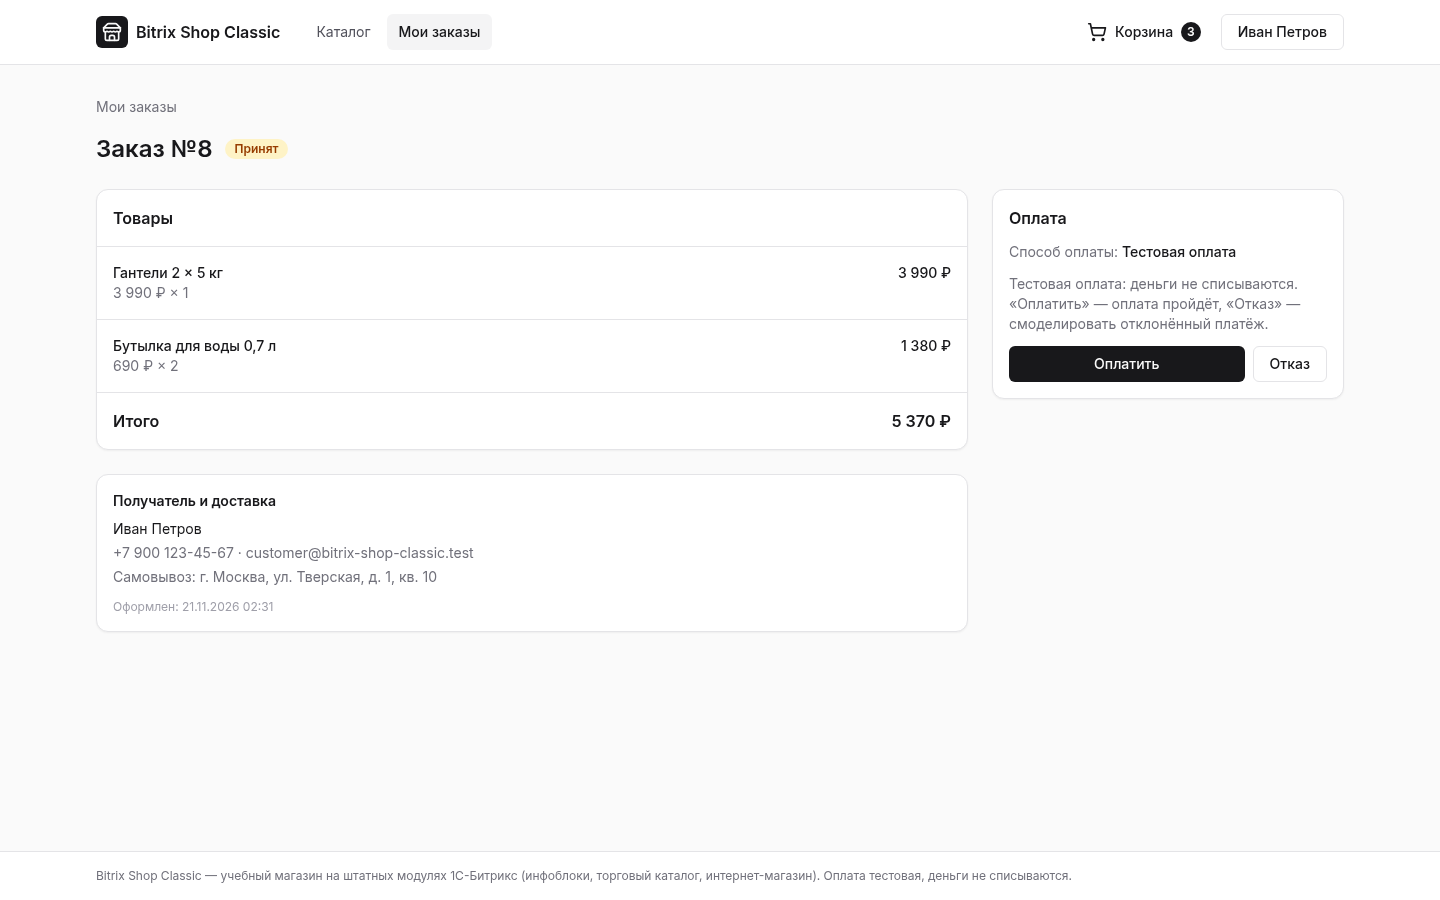 Bitrix Shop Classic
Каталог
Мои заказы
Корзина 3
Иван Петров
Мои заказы
Заказ №8
Принят
Товары
Гантели 2 × 5 кг
3 990 ₽
3 990 ₽ × 1
Бутылка для воды 0,7 л
1 380 ₽
690 ₽ × 2
Итого
5 370 ₽
Оплата
Способ оплаты: Тестовая оплата
Тестовая оплата: деньги не списываются.
«Оплатить» — оплата пройдёт, «Отказ» —
смоделировать отклонённый платёж.
Оплатить
Отказ
Получатель и доставка
Иван Петров
+7 900 123-45-67 · customer@bitrix-shop-classic.test
Самовывоз: г. Москва, ул. Тверская, д. 1, кв. 10
Оформлен: 21.11.2026 02:31
Bitrix Shop Classic — учебный магазин на штатных модулях 1С-Битрикс (инфоблоки, торговый каталог, интернет-магазин). Оплата тестовая, деньги не списываются.